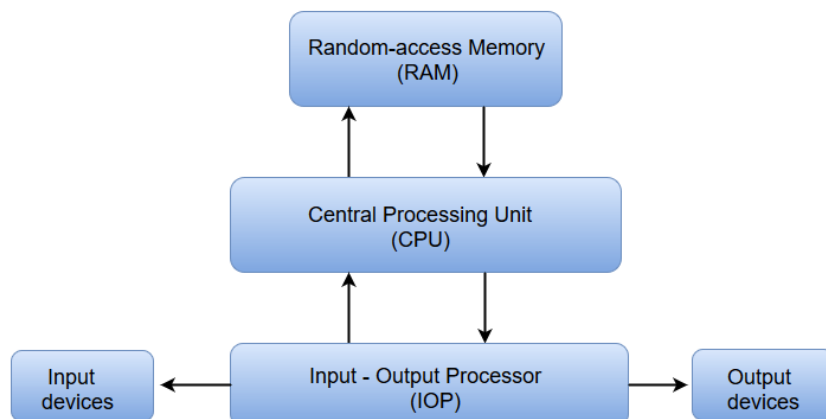 Random-access Memory
(RAM)
Central Processing Unit
(CPU)
Input
devices
Input - Output Processor
(IOP)
Output
devices